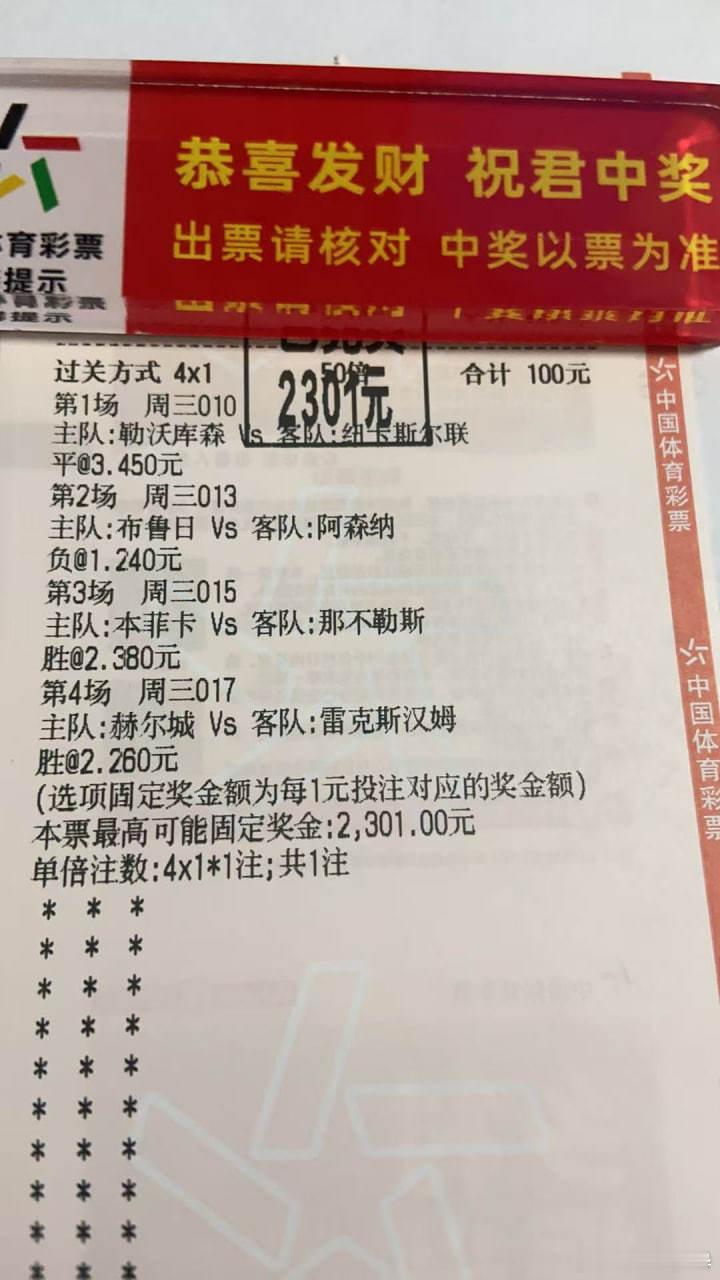 恭喜发财 祝君中奖
出票请核对 中奖以票为准
体育彩票
提示
过关方式 4x1 50倍 合计 100元
2301元
第1场 周三010
主队:勒沃库森 Vs 客队:纽卡斯尔联
平@3.450元
第2场 周三013
主队:布鲁日 Vs 客队:阿森纳
负@1.240元
第3场 周三015
主队:本菲卡 Vs 客队:那不勒斯
胜@2.380元
第4场 周三017
主队:赫尔城 Vs 客队:雷克斯汉姆
胜@2.260元
(选项固定奖金额为每1元投注对应的奖金额)
本票最高可能固定奖金:2,301.00元
单倍注数:4x1*1注;共1注
* * *
* * *
* * *
* * *
* * *
* * *
* * *
* * *
* * *
* * *
中国体育彩票
中国体育彩票